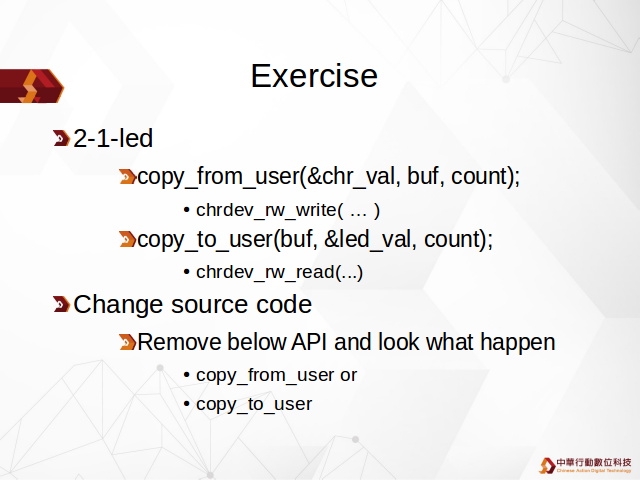 Exercise
2-1-led
copy_from_user(&chr_val, buf, count);
• chrdev_rw_write( … )
copy_to_user(buf, &led_val, count);
• chrdev_rw_read(...)
Change source code
Remove below API and look what happen
• copy_from_user or
• copy_to_user
中華行動數位科技
Chinese Action Digital Technology